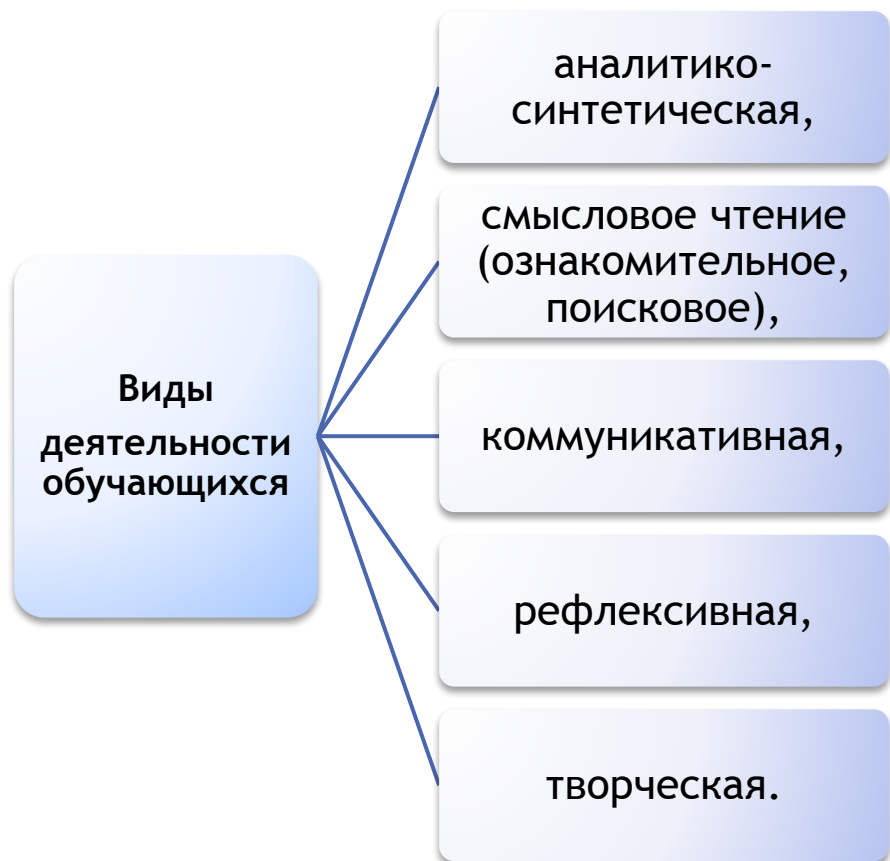 Виды
деятельности
обучающихся
аналитико-
синтетическая,
смысловое чтение
(ознакомительное,
поисковое),
коммуникативная,
рефлексивная,
творческая.